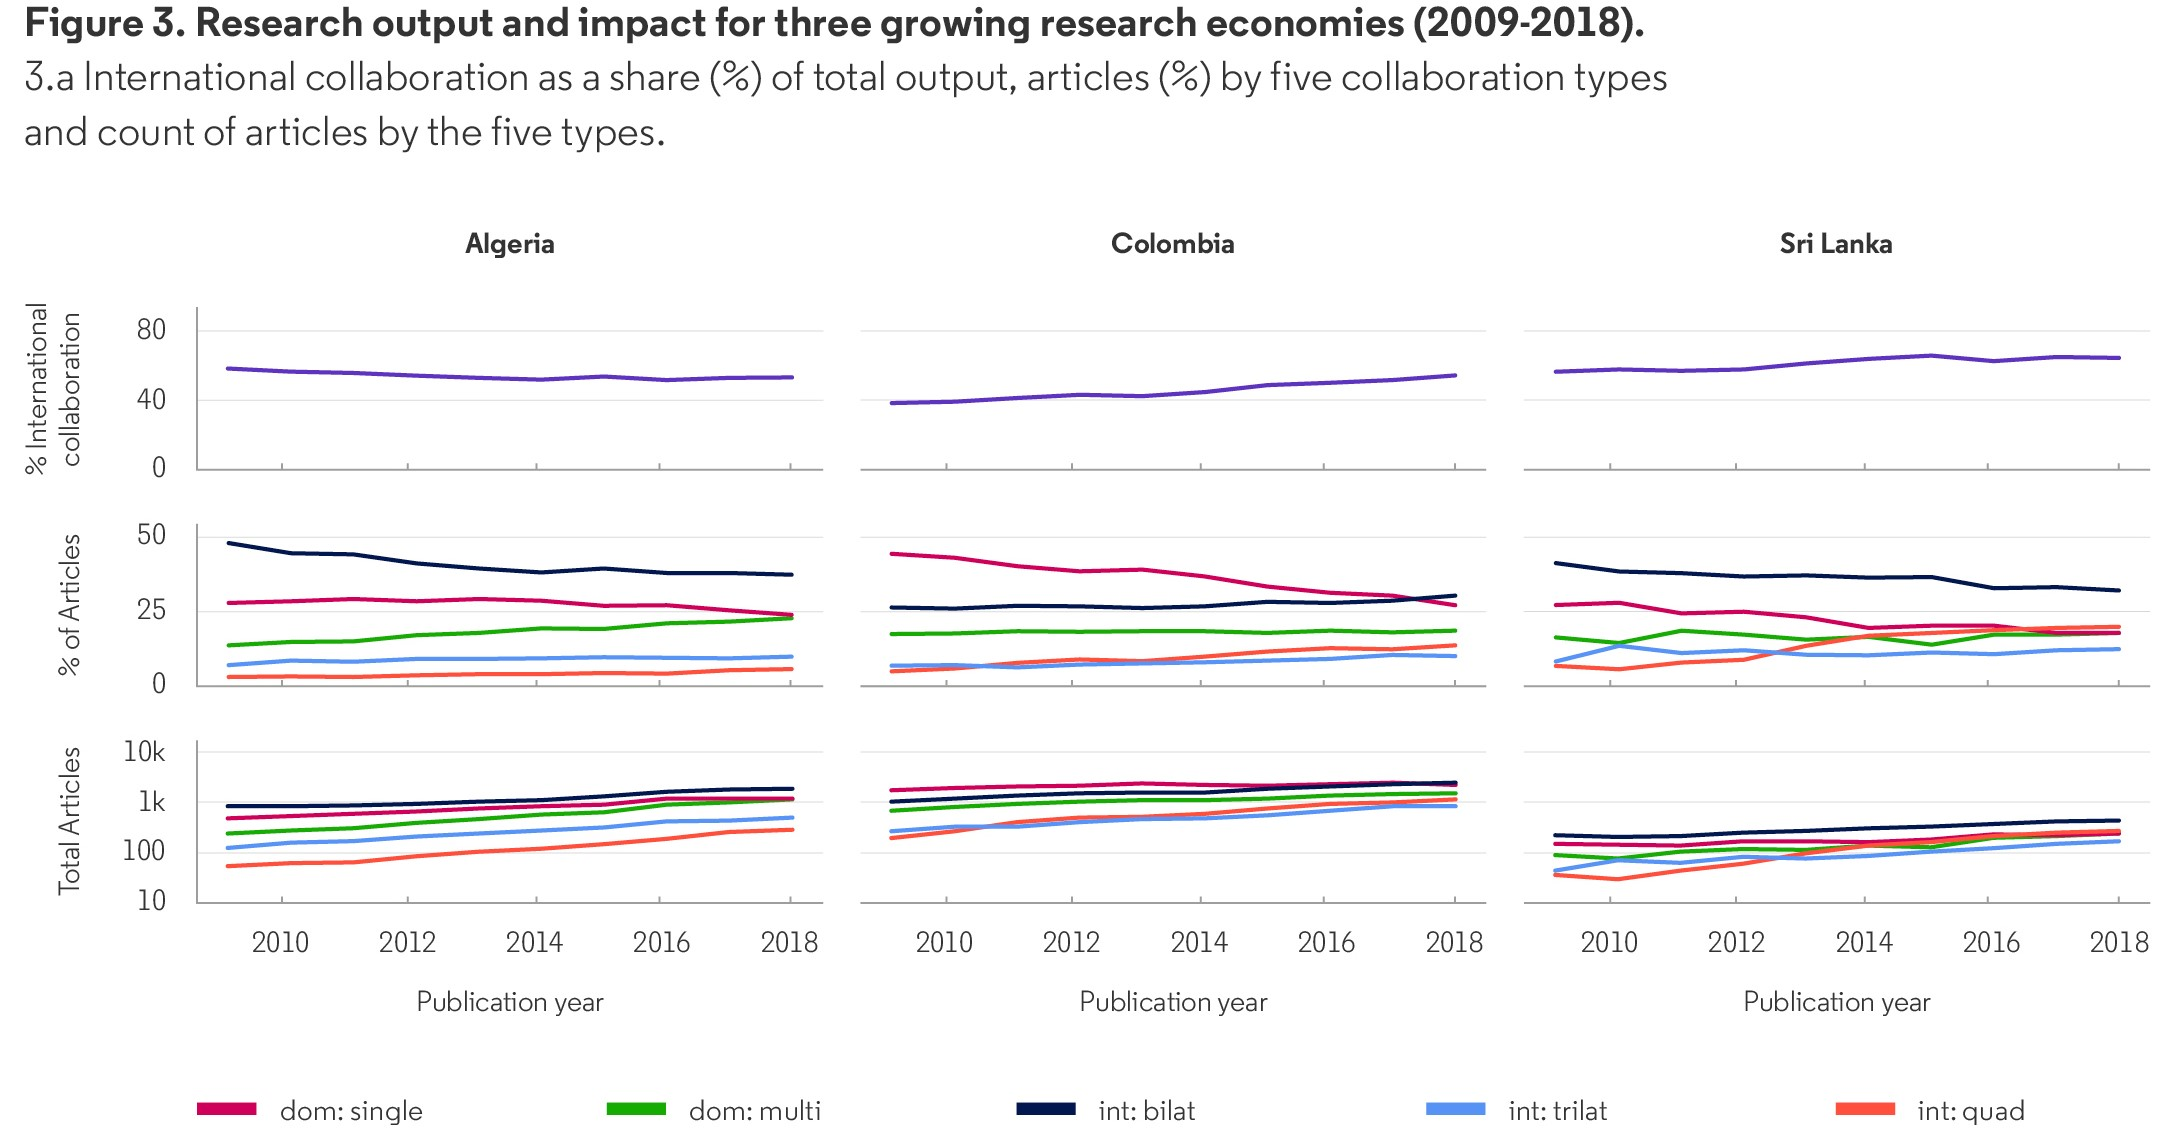 Figure 3. Research output and impact for three growing research economies (2009-2018).
3.a International collaboration as a share (%) of total output, articles (%) by five collaboration types
and count of articles by the five types.
Algeria
Colombia
Sri Lanka
% International
collaboration
80
40
0
% of Articles
50
25
0
Total Articles
10k
1k
100
10
2010 2012 2014 2016 2018
2010 2012 2014 2016 2018
2010 2012 2014 2016 2018
Publication year
Publication year
Publication year
dom: single
dom: multi
int: bilat
int: trilat
int: quad